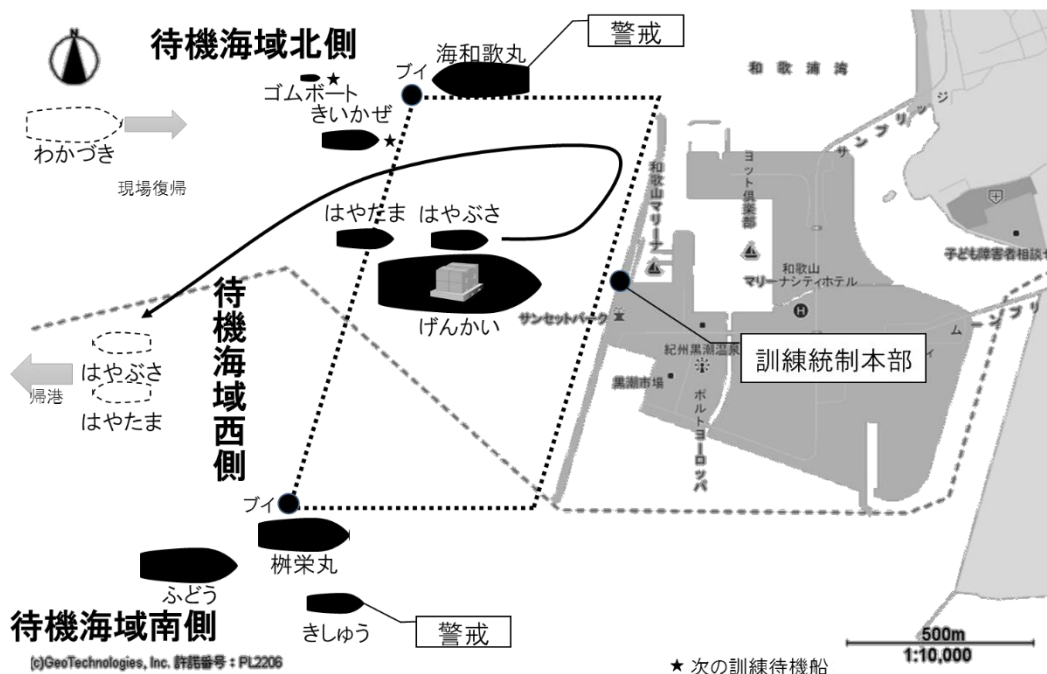 N
待機海域北側
警戒
海和歌丸
ブイ
ゴムボート
★
きいかぜ
★
わかづき
現場復帰
和歌浦湾
サンブリッジ
和歌山マリーナ
ヨット倶楽部
子ども障害者相談せ
はやたま
はやぶさ
げんかい
サンセットパーク
和歌山
マリーナシティホテル
H
紀州黒潮温泉
黒潮市場
ポルトヨーロッパ
訓練統制本部
待機海域西側
はやぶさ
帰港
はやたま
ブイ
桝栄丸
ふどう
待機海域南側
きしゅう
警戒
500m
1:10,000
(c)GeoTechnologies, Inc. 許諾番号：PL2206
★ 次の訓練待機船